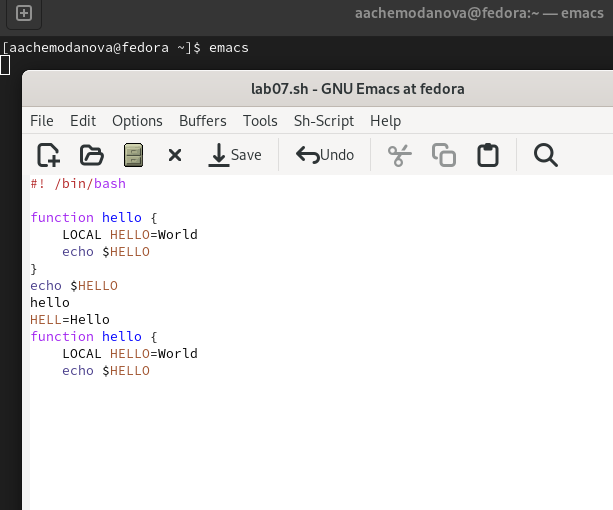 aachemodanova@fedora:~ — emacs
[aachemodanova@fedora ~]$ emacs
lab07.sh - GNU Emacs at fedora
File Edit Options Buffers Tools Sh-Script Help
Save Undo
#! /bin/bash
function hello {
    LOCAL HELLO=World
    echo $HELLO
}
echo $HELLO
hello
HELL=Hello
function hello {
    LOCAL HELLO=World
    echo $HELLO